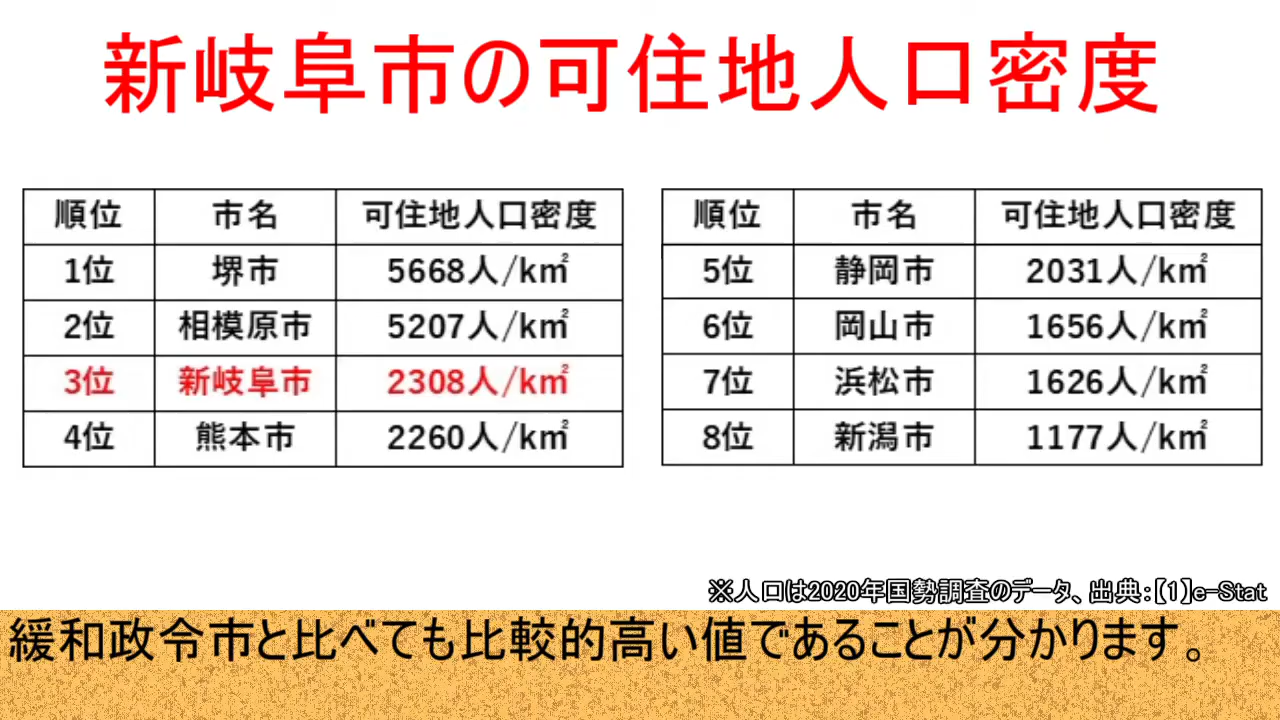 新岐阜市の可住地人口密度
順位 市名 可住地人口密度
1位 堺市 5668人/k㎡
2位 相模原市 5207人/k㎡
3位 新岐阜市 2308人/k㎡
4位 熊本市 2260人/k㎡
順位 市名 可住地人口密度
5位 静岡市 2031人/k㎡
6位 岡山市 1656人/k㎡
7位 浜松市 1626人/k㎡
8位 新潟市 1177人/k㎡
※人口は2020年国勢調査のデータ、出典：【1】e-Stat
緩和政令市と比べても比較的高い値であることが分かります。